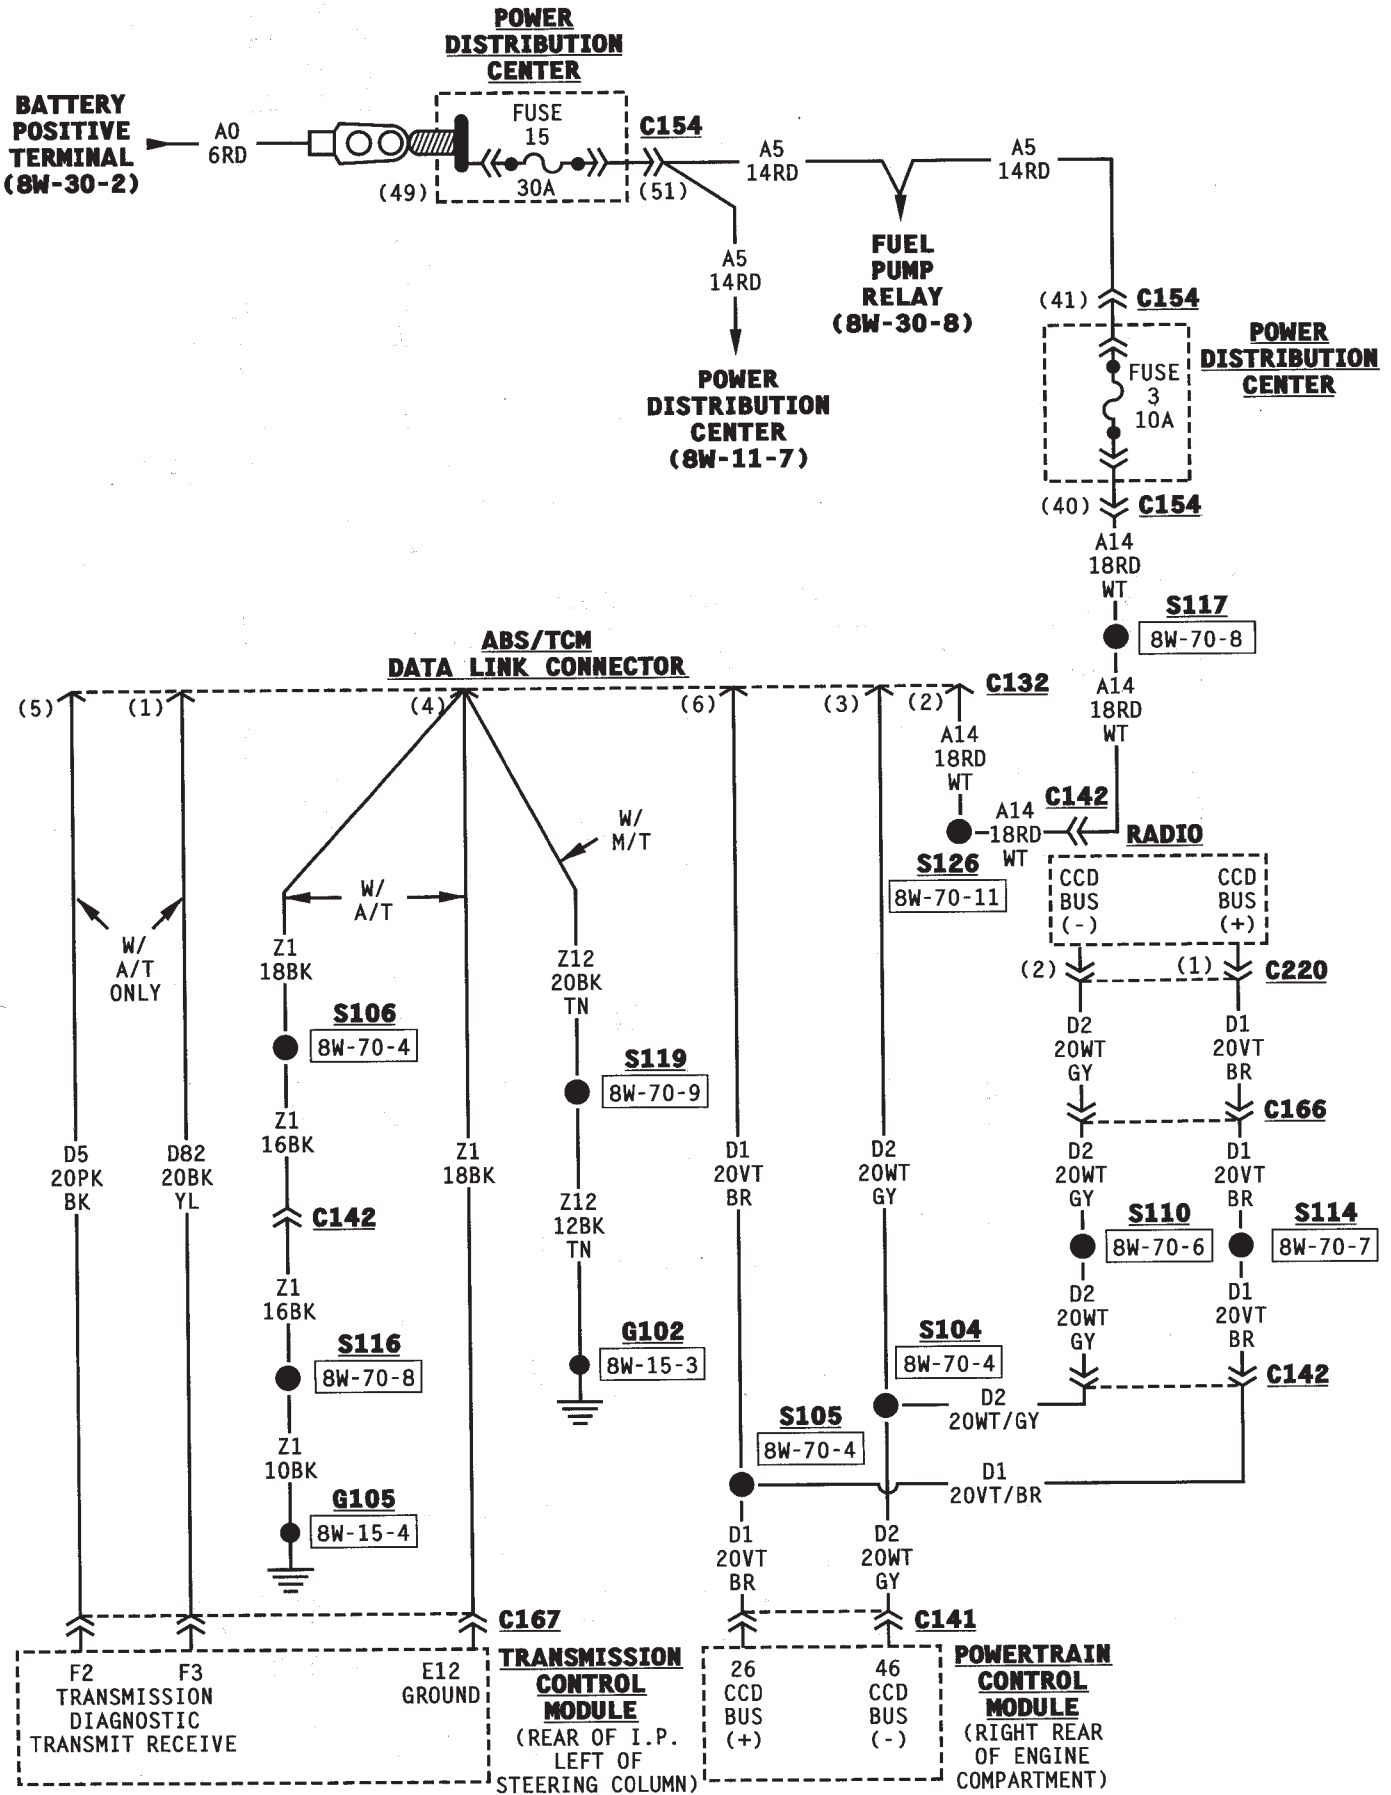 POWER
DISTRIBUTION
CENTER
BATTERY
POSITIVE
TERMINAL
(8W-30-2)
A0
6RD
(49)
FUSE
15
30A
C154
(51)
A5
14RD
A5
14RD
A5
14RD
FUEL
PUMP
RELAY
(8W-30-8)
POWER
DISTRIBUTION
CENTER
(8W-11-7)
(41)
C154
POWER
DISTRIBUTION
CENTER
FUSE
3
10A
(40)
C154
A14
18RD
WT
S117
8W-70-8
A14
18RD
WT
ABS/TCM
DATA LINK CONNECTOR
(5)
(1)
(4)
(6)
(3)
(2)
C132
A14
18RD
WT
A14
18RD
WT
C142
S126
8W-70-11
RADIO
CCD
BUS
(-)
CCD
BUS
(+)
(2)
(1)
C220
W/
M/T
W/
A/T
W/
A/T
ONLY
Z1
18BK
Z12
20BK
TN
S106
8W-70-4
S119
8W-70-9
D2
20WT
GY
D1
20VT
BR
C166
D5
20PK
BK
D82
20BK
YL
Z1
16BK
Z1
18BK
D1
20VT
BR
D2
20WT
GY
D2
20WT
GY
D1
20VT
BR
C142
Z12
12BK
TN
S110
8W-70-6
S114
8W-70-7
Z1
16BK
D2
20WT
GY
D1
20VT
BR
S116
8W-70-8
G102
8W-15-3
S104
8W-70-4
C142
D2
20WT/GY
S105
8W-70-4
Z1
10BK
D1
20VT/BR
G105
8W-15-4
D1
20VT
BR
D2
20WT
GY
C167
C141
F2
F3
TRANSMISSION
DIAGNOSTIC
TRANSMIT RECEIVE
E12
GROUND
TRANSMISSION
CONTROL
MODULE
(REAR OF I.P.
LEFT OF
STEERING COLUMN)
26
CCD
BUS
(+)
46
CCD
BUS
(-)
POWERTRAIN
CONTROL
MODULE
(RIGHT REAR
OF ENGINE
COMPARTMENT)